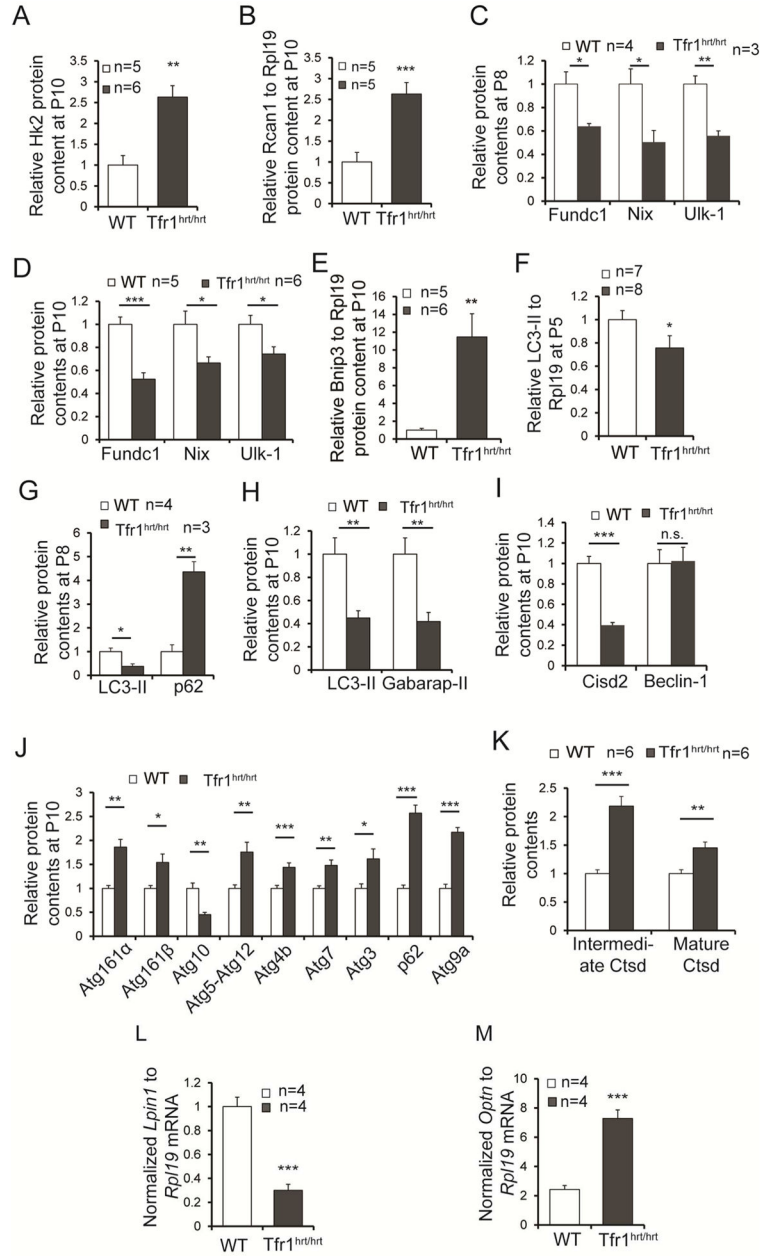 A
Relative Hk2 protein
content at P10
3.5
3
2.5
2
1.5
1
0.5
0
n=5
n=6
**
WT Tfr1hrt/hrt
B
Relative Rcan1 to Rpl19
protein content at P10
3.5
3
2.5
2
1.5
1
0.5
0
n=5
n=5
***
WT Tfr1hrt/hrt
C
WT n=4 Tfr1hrt/hrt n=3
Relative protein
contents at P8
1.2
1
0.8
0.6
0.4
0.2
0
* * **
Fundc1 Nix Ulk-1
D
WT n=5 Tfr1hrt/hrt n=6
Relative protein
contents at P10
1.2
1
0.8
0.6
0.4
0.2
0
*** * *
Fundc1 Nix Ulk-1
E
Relative Bnip3 to Rpl19
protein content at P10
16
14
12
10
8
6
4
2
0
n=5
n=6
**
WT Tfr1hrt/hrt
F
n=7
n=8
Relative LC3-II to
Rpl19 at P5
1.2
1
0.8
0.6
0.4
0.2
0
*
WT Tfr1hrt/hrt
G
WT n=4
Tfr1hrt/hrt n=3
Relative protein
contents at P8
6
5
4
3
2
1
0
* **
LC3-II p62
H
WT Tfr1hrt/hrt
Relative protein
contents at P10
1.2
1
0.8
0.6
0.4
0.2
0
** **
LC3-II Gabarap-II
I
WT Tfr1hrt/hrt
Relative protein
contents at P10
1.4
1.2
1
0.8
0.6
0.4
0.2
0
*** n.s.
Cisd2 Beclin-1
J
WT Tfr1hrt/hrt
Relative protein
contents at P10
3
2.5
2
1.5
1
0.5
0
** * ** ** *** ** * *** ***
Atg161α Atg161β Atg10 Atg5-Atg12 Atg4b Atg7 Atg3 p62 Atg9a
K
WT n=6 Tfr1hrt/hrt n=6
Relative protein
contents
2.5
2
1.5
1
0.5
0
*** **
Intermedi- Mature
ate Ctsd Ctsd
L
Normalized Lpin1 to
Rpl19 mRNA
1.2
1
0.8
0.6
0.4
0.2
0
n=4
n=4
***
WT Tfr1hrt/hrt
M
Normalized Optn to
Rpl19 mRNA
10
8
6
4
2
0
n=4
n=4
***
WT Tfr1hrt/hrt